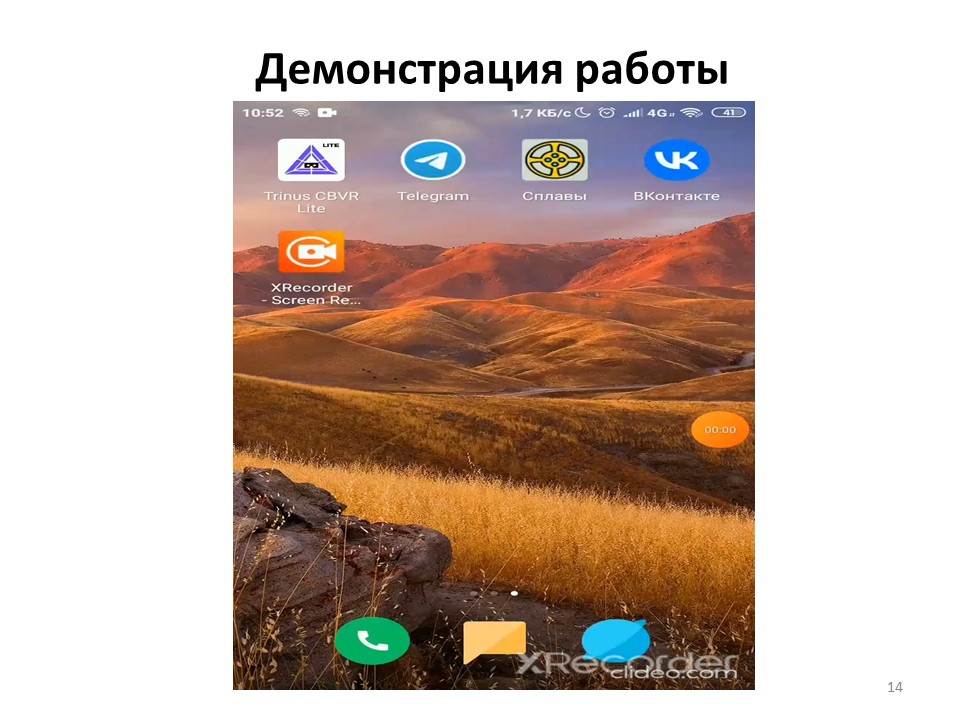 Демонстрация работы
10:52
1,7 КБ/с
4G
41
LITE
Trinus CBVR
Lite
Telegram
Сплавы
ВКонтакте
XRecorder
- Screen Re...
00:00
XRecorder
clideo.com
14